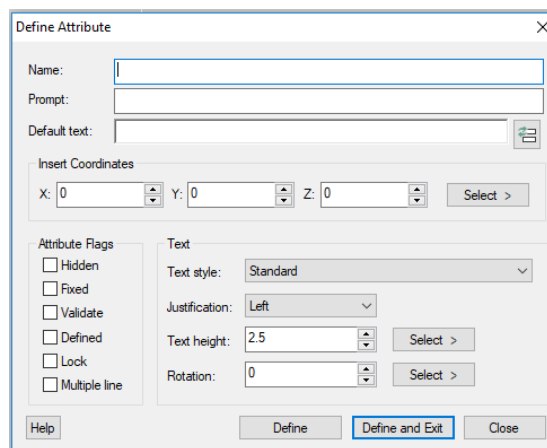 Define Attribute
Name:
Prompt:
Default text:
Insert Coordinates
X: 0 Y: 0 Z: 0 Select >
Attribute Flags
Hidden
Fixed
Validate
Defined
Lock
Multiple line
Text
Text style: Standard
Justification: Left
Text height: 2.5 Select >
Rotation: 0 Select >
Help Define Define and Exit Close